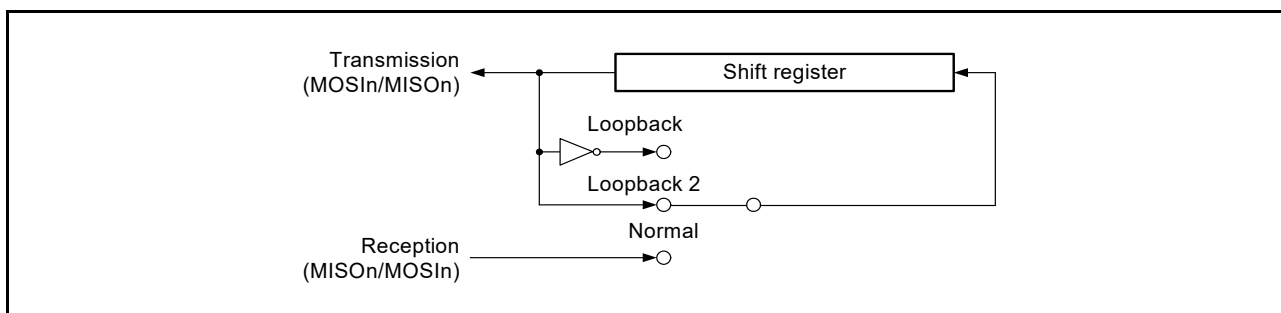 Transmission
(MOSIn/MISOn)
Shift register
Loopback
Loopback 2
Normal
Reception
(MISOn/MOSIn)